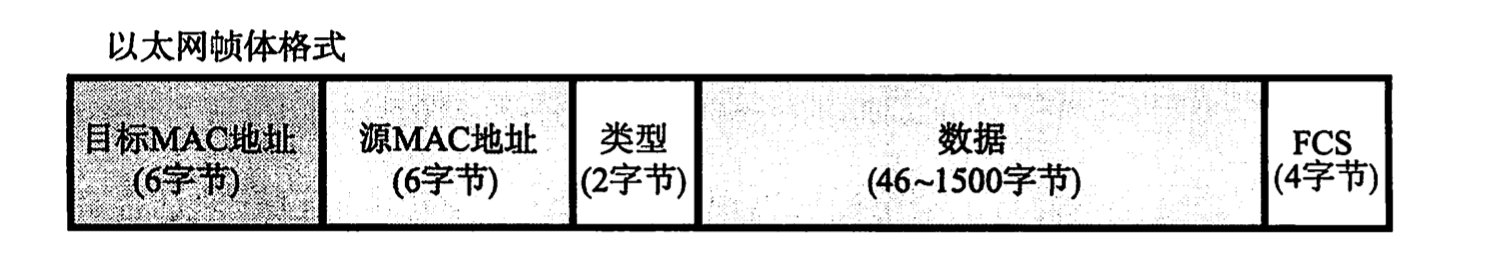 以太网帧体格式
目标MAC地址
(6字节)
源MAC地址
(6字节)
类型
(2字节)
数据
(46~1500字节)
FCS
(4字节)